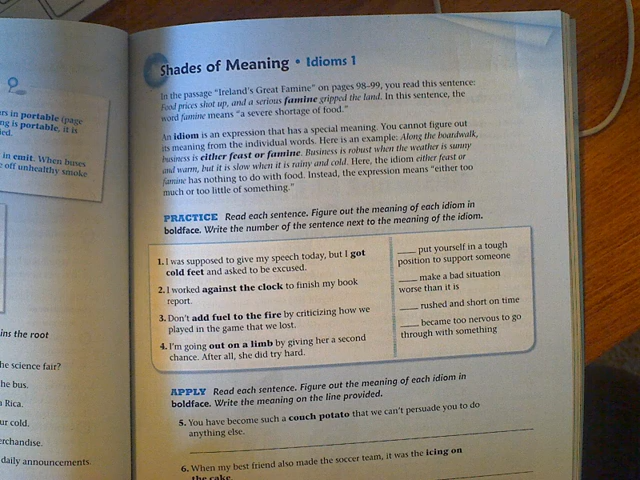 rs in portable (page
ng is portable, it is
ed.
in emit. When buses
e off unhealthy smoke
ins the root
he science fair?
he bus.
a Rica.
ur cold.
erchandise.
daily announcements.
Shades of Meaning • Idioms 1
In the passage "Ireland's Great Famine" on pages 98–99, you read this sentence:
Food prices shot up, and a serious famine gripped the land. In this sentence, the
word famine means "a severe shortage of food."
An idiom is an expression that has a special meaning. You cannot figure out
its meaning from the individual words. Here is an example: Along the boardwalk,
business is either feast or famine. Business is robust when the weather is sunny
and warm, but it is slow when it is rainy and cold. Here, the idiom either feast or
famine has nothing to do with food. Instead, the expression means "either too
much or too little of something."
PRACTICE Read each sentence. Figure out the meaning of each idiom in
boldface. Write the number of the sentence next to the meaning of the idiom.
1. I was supposed to give my speech today, but I got
cold feet and asked to be excused.
2. I worked against the clock to finish my book
report.
3. Don't add fuel to the fire by criticizing how we
played in the game that we lost.
4. I'm going out on a limb by giving her a second
chance. After all, she did try hard.
____ put yourself in a tough
position to support someone
____ make a bad situation
worse than it is
____ rushed and short on time
____ became too nervous to go
through with something
APPLY Read each sentence. Figure out the meaning of each idiom in
boldface. Write the meaning on the line provided.
5. You have become such a couch potato that we can't persuade you to do
anything else.
6. When my best friend also made the soccer team, it was the icing on
the cake